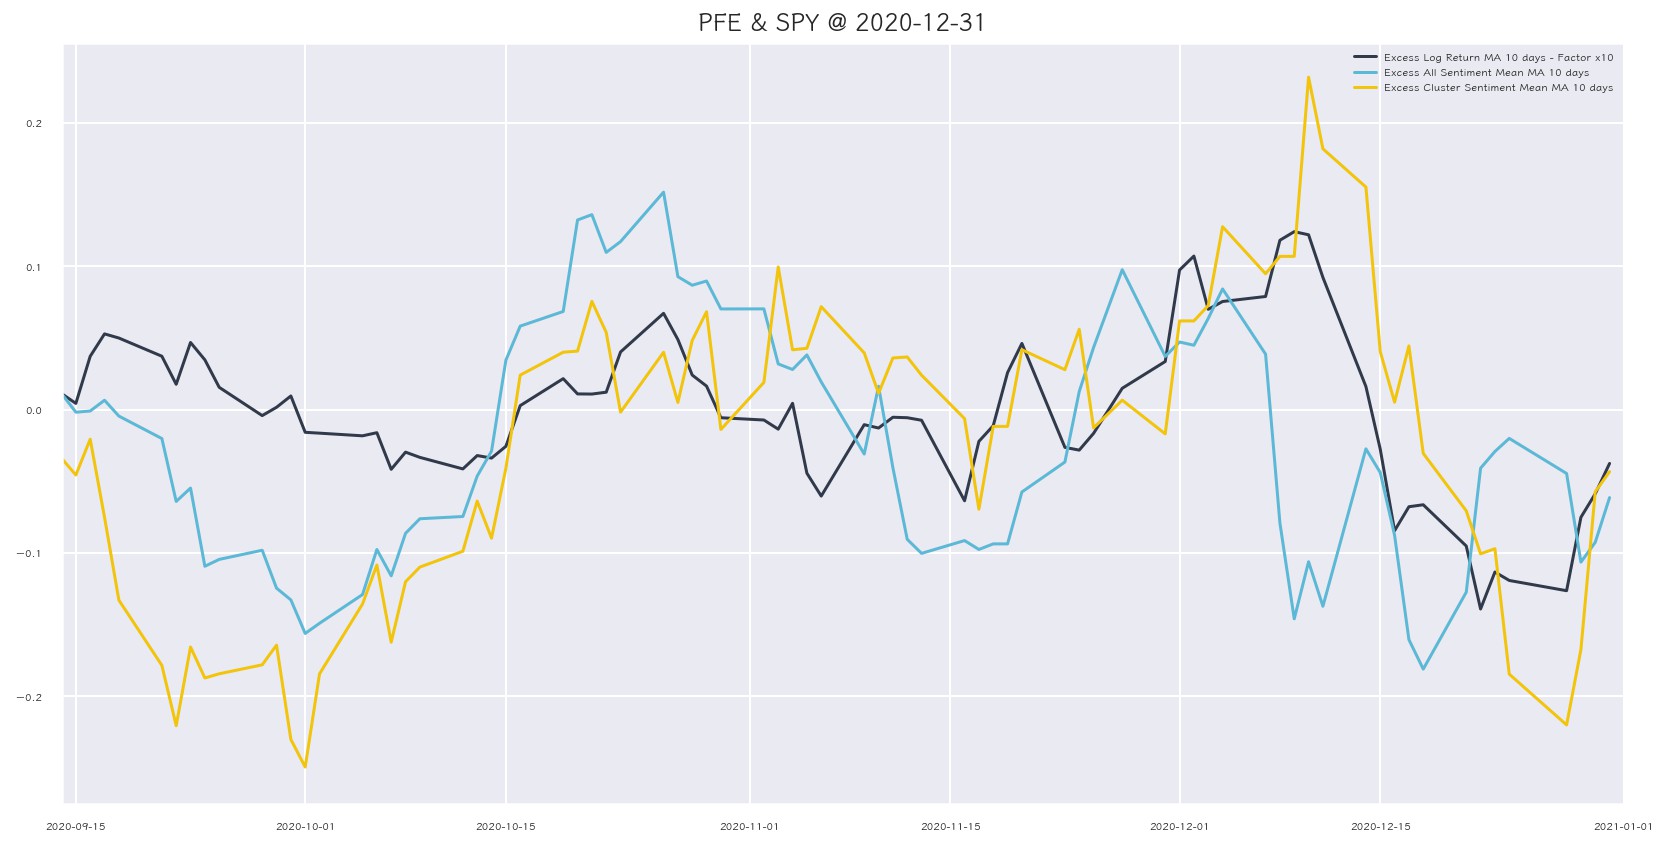 PFE & SPY @ 2020-12-31
Excess Log Return MA 10 days - Factor x10
Excess All Sentiment Mean MA 10 days
Excess Cluster Sentiment Mean MA 10 days
0.2
0.1
0.0
−0.1
−0.2
2020-09-15 2020-10-01 2020-10-15 2020-11-01 2020-11-15 2020-12-01 2020-12-15 2021-01-01